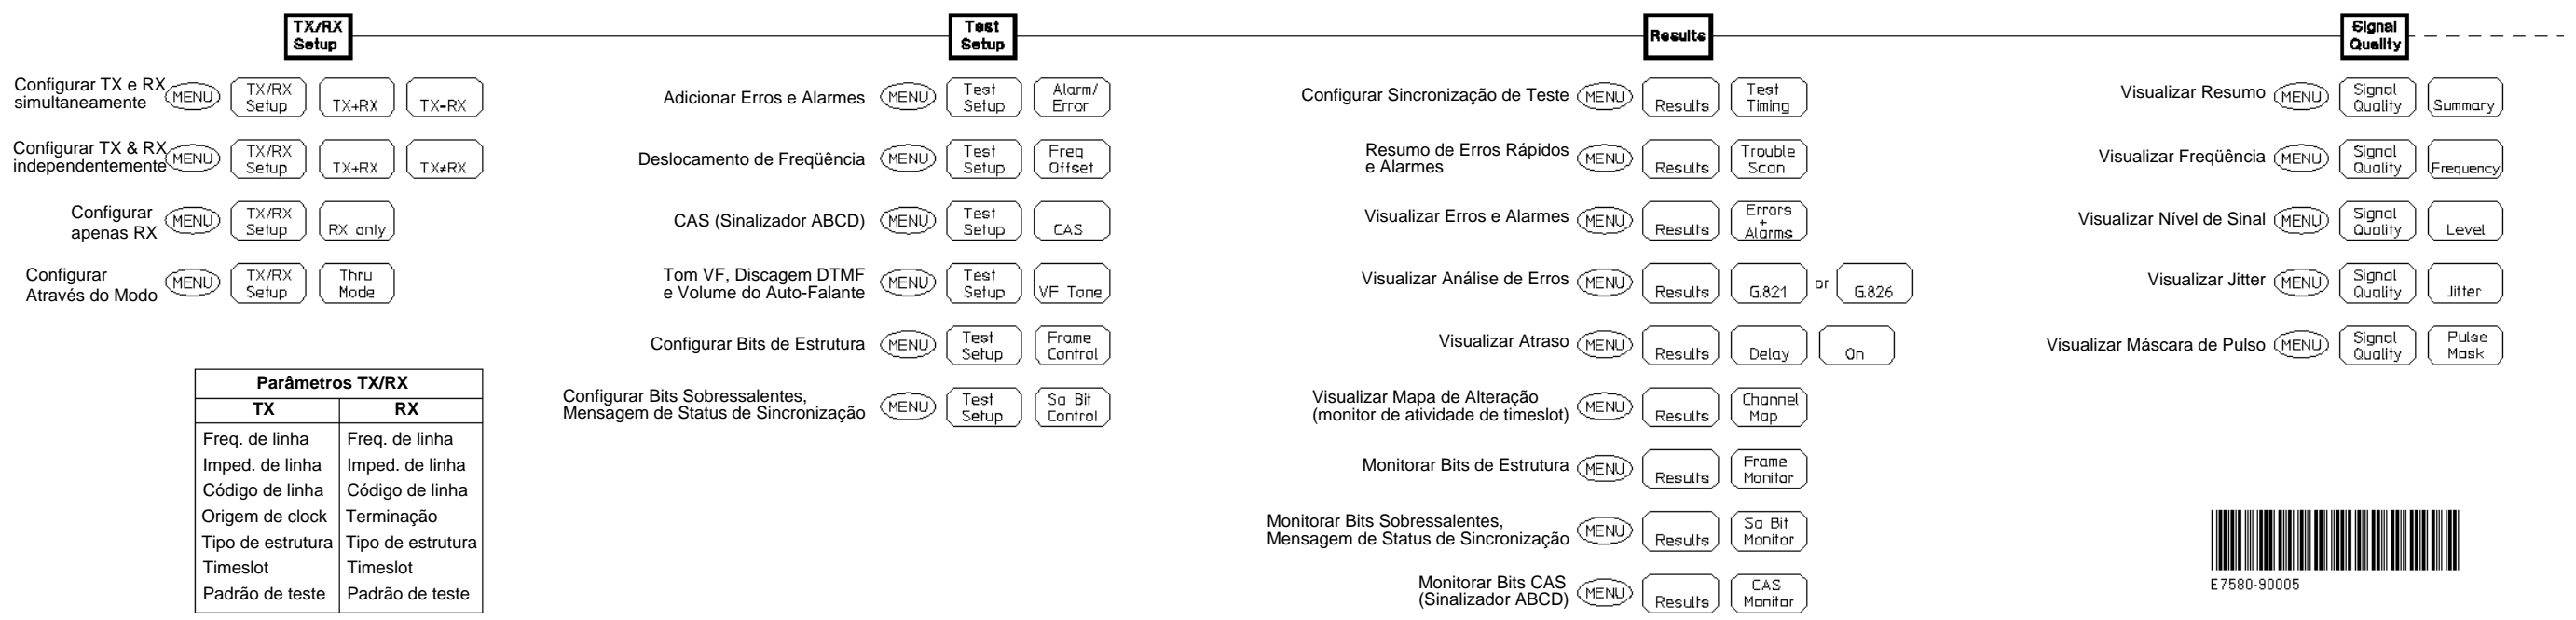 TX/RX
Setup
Configurar TX e RX
simultaneamente
MENU
TX/RX
Setup
TX+RX
TX=RX
Configurar TX & RX
independentemente
MENU
TX/RX
Setup
TX+RX
TX≠RX
Configurar
apenas RX
MENU
TX/RX
Setup
RX only
Configurar
Através do Modo
MENU
TX/RX
Setup
Thru
Mode
Parâmetros TX/RX
TX RX
Freq. de linha Freq. de linha
Imped. de linha Imped. de linha
Código de linha Código de linha
Origem de clock Terminação
Tipo de estrutura Tipo de estrutura
Timeslot Timeslot
Padrão de teste Padrão de teste
Test
Setup
Adicionar Erros e Alarmes
MENU
Test
Setup
Alarm/
Error
Deslocamento de Freqüência
MENU
Test
Setup
Freq
Offset
CAS (Sinalizador ABCD)
MENU
Test
Setup
CAS
Tom VF, Discagem DTMF
e Volume do Auto-Falante
MENU
Test
Setup
VF Tone
Configurar Bits de Estrutura
MENU
Test
Setup
Frame
Control
Configurar Bits Sobressalentes,
Mensagem de Status de Sincronização
MENU
Test
Setup
Sa Bit
Control
Results
Configurar Sincronização de Teste
MENU
Results
Test
Timing
Resumo de Erros Rápidos
e Alarmes
MENU
Results
Trouble
Scan
Visualizar Erros e Alarmes
MENU
Results
Errors
+
Alarms
Visualizar Análise de Erros
MENU
Results
G.821
or
G.826
Visualizar Atraso
MENU
Results
Delay
On
Visualizar Mapa de Alteração
(monitor de atividade de timeslot)
MENU
Results
Channel
Map
Monitorar Bits de Estrutura
MENU
Results
Frame
Monitor
Monitorar Bits Sobressalentes,
Mensagem de Status de Sincronização
MENU
Results
Sa Bit
Monitor
Monitorar Bits CAS
(Sinalizador ABCD)
MENU
Results
CAS
Monitor
Signal
Quality
Visualizar Resumo
MENU
Signal
Quality
Summary
Visualizar Freqüência
MENU
Signal
Quality
Frequency
Visualizar Nível de Sinal
MENU
Signal
Quality
Level
Visualizar Jitter
MENU
Signal
Quality
Jitter
Visualizar Máscara de Pulso
MENU
Signal
Quality
Pulse
Mask
E7580-90005